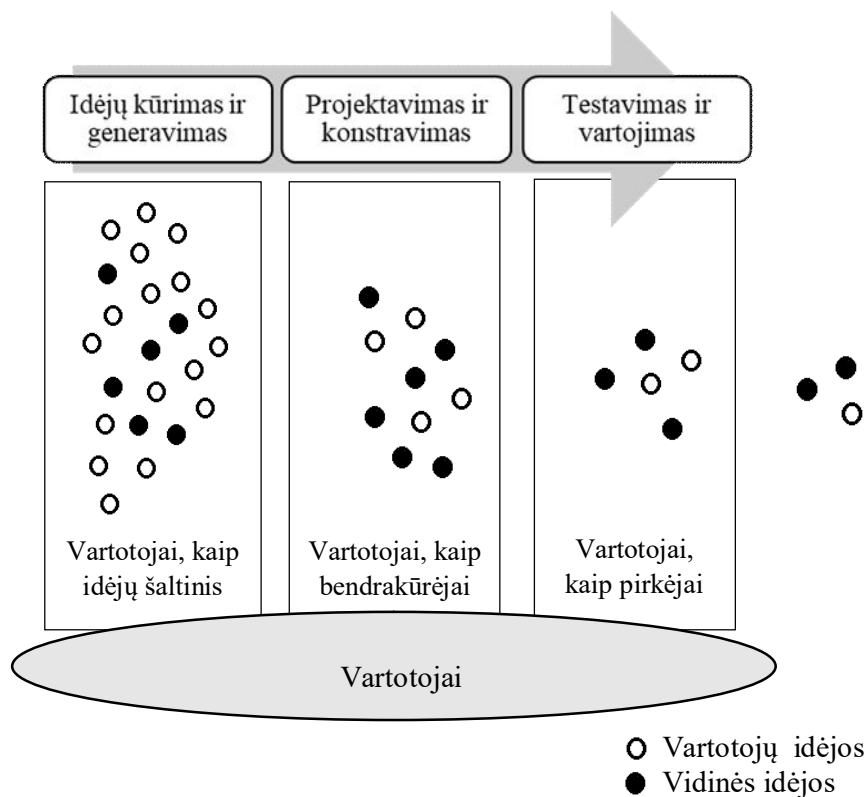 Idėjų kūrimas ir
generavimas
Projektavimas ir
konstravimas
Testavimas ir
vartojimas
Vartotojai, kaip
idėjų šaltinis
Vartotojai, kaip
bendrakūrėjai
Vartotojai,
kaip pirkėjai
Vartotojai
Vartotojų idėjos
Vidinės idėjos